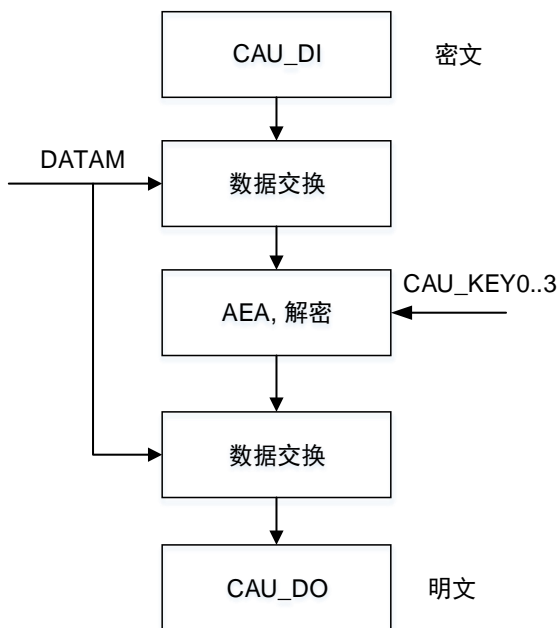 CAU_DI
密文
DATAM
数据交换
CAU_KEY0..3
AEA, 解密
数据交换
CAU_DO
明文